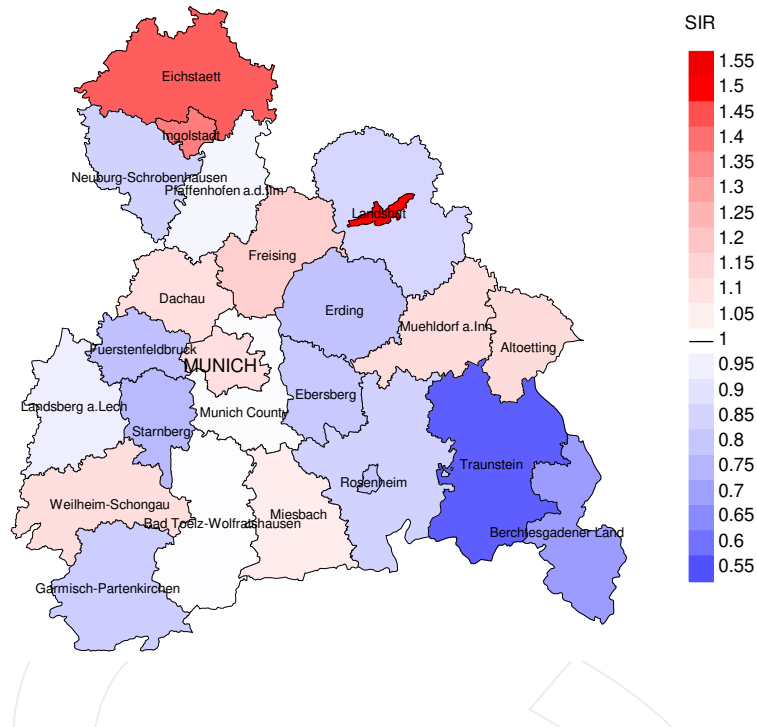 SIR
Eichstaett
Ingolstadt
Neuburg-Schrobenhausen
Pfaffenhofen a.d.Ilm
Landshut
Freising
Dachau
Erding
Muehldorf a.Inn
Altoetting
Fuerstenfeldbruck
MUNICH
Ebersberg
Landsberg a.Lech
Munich County
Starnberg
Traunstein
Rosenheim
Weilheim-Schongau
Miesbach
Bad Toelz-Wolfratshausen
Berchtesgadener Land
Garmisch-Partenkirchen
1.55
1.5
1.45
1.4
1.35
1.3
1.25
1.2
1.15
1.1
1.05
1
0.95
0.9
0.85
0.8
0.75
0.7
0.65
0.6
0.55